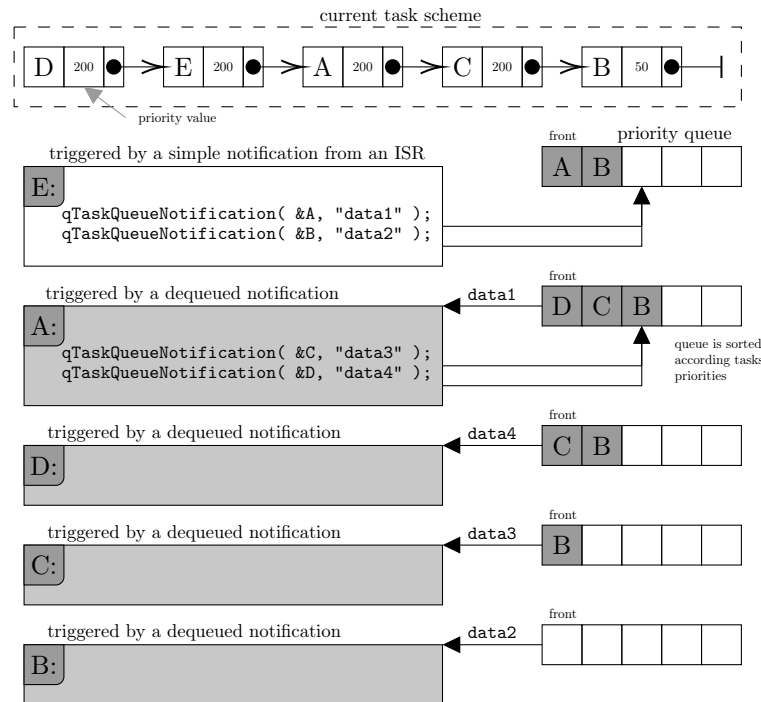 current task scheme
D 200 E 200 A 200 C 200 B 50
priority value
triggered by a simple notification from an ISR
front priority queue
A B
E:
qTaskQueueNotification( &A, "data1" );
qTaskQueueNotification( &B, "data2" );
triggered by a dequeued notification
data1
front
D C B
A:
qTaskQueueNotification( &C, "data3" );
qTaskQueueNotification( &D, "data4" );
queue is sorted
according tasks
priorities
triggered by a dequeued notification
data4
front
C B
D:
triggered by a dequeued notification
data3
front
B
C:
triggered by a dequeued notification
data2
front
B: